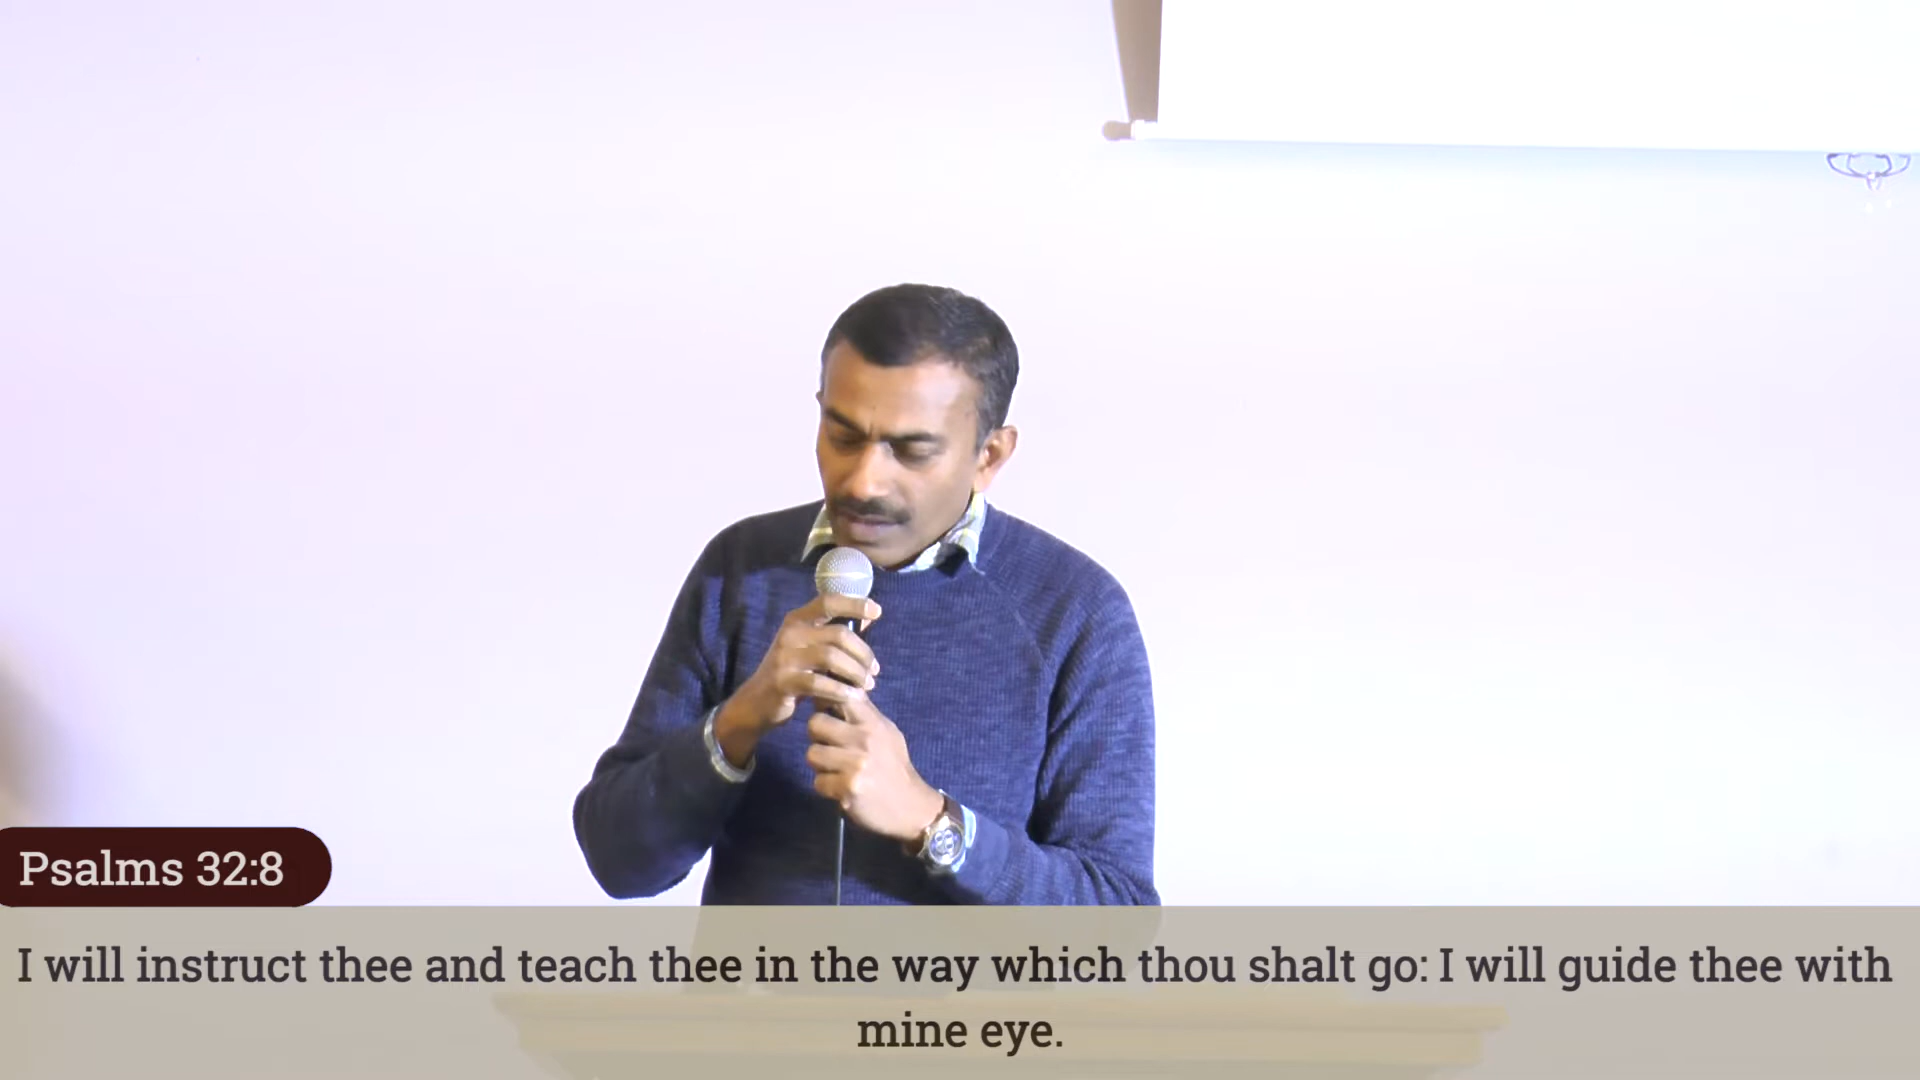 Psalms 32:8
I will instruct thee and teach thee in the way which thou shalt go: I will guide thee with
mine eye.